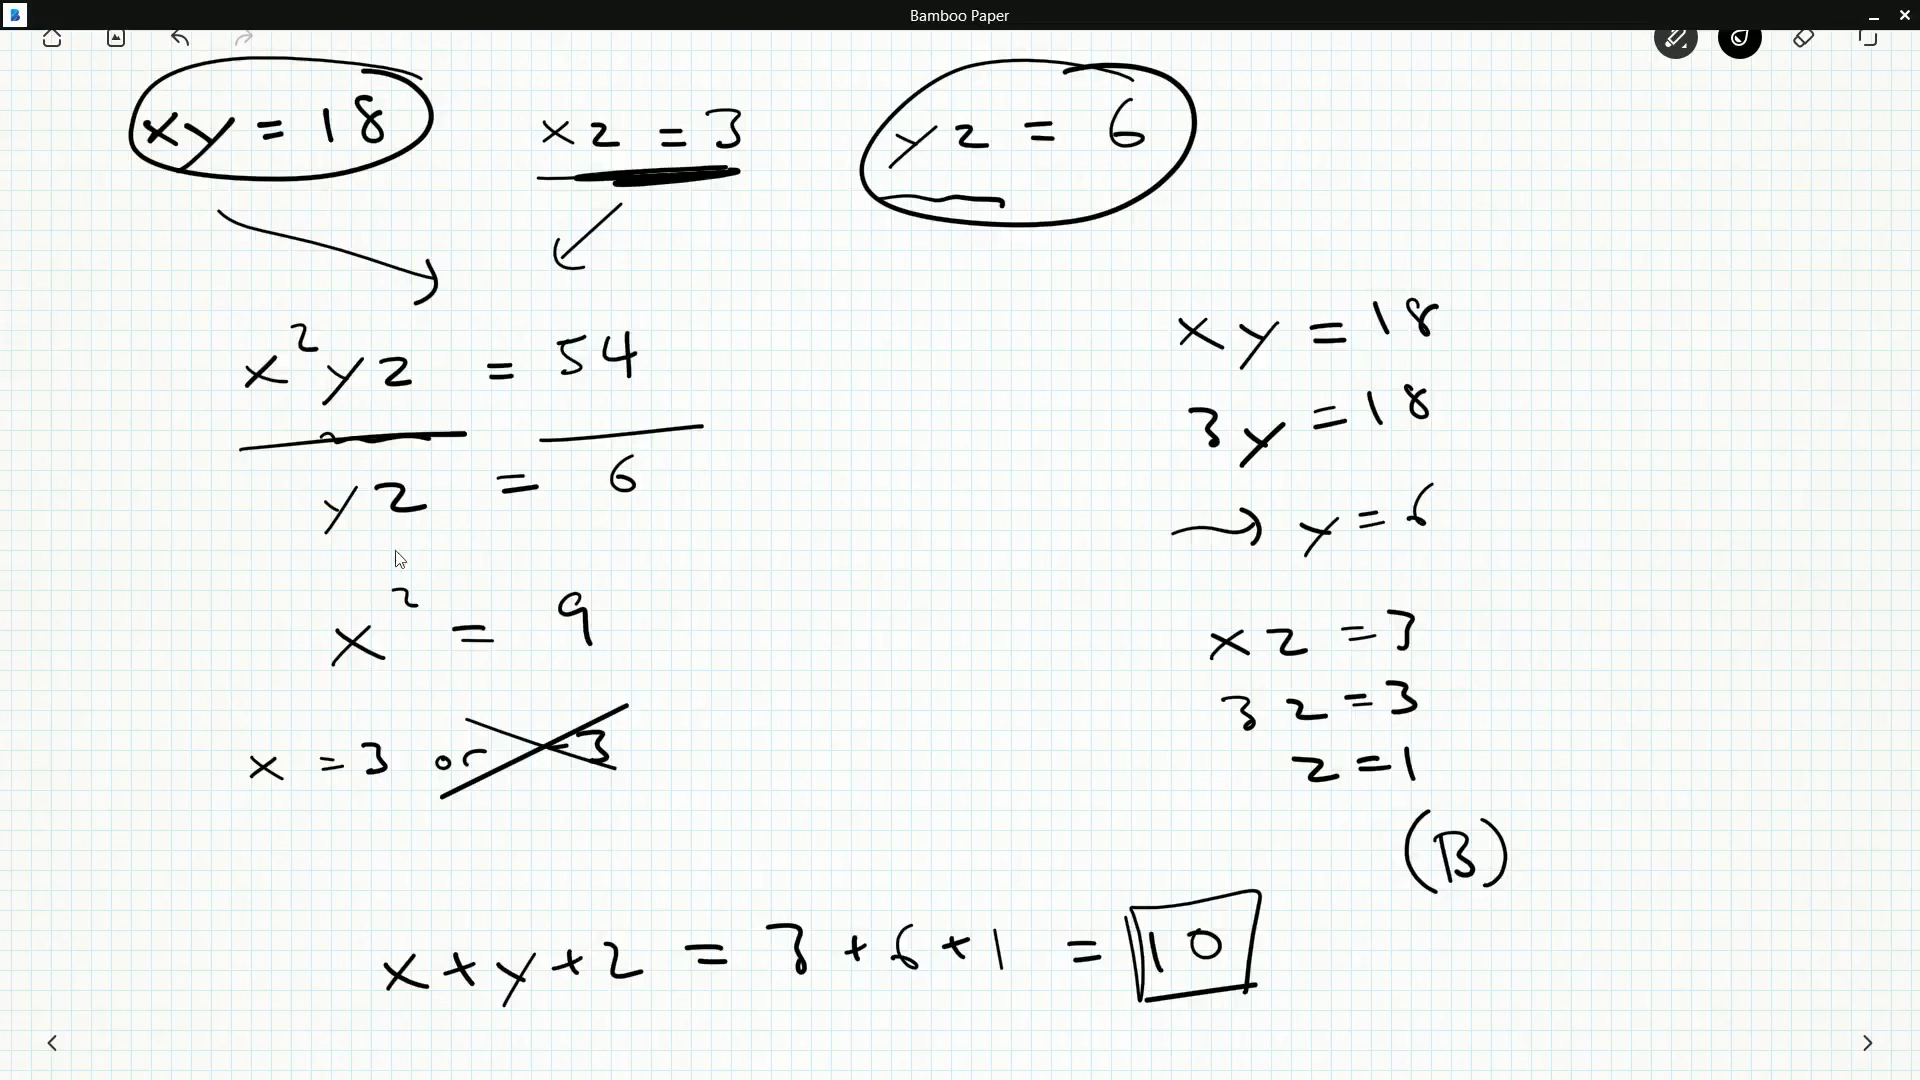 Bamboo Paper
xy = 18
xz = 3
yz = 6
x²yz = 54
yz = 6
x² = 9
x = 3 or -3
xy = 18
3y = 18
→ y = 6
xz = 3
3z = 3
z = 1
(B)
x + y + z = 3 + 6 + 1 = 10